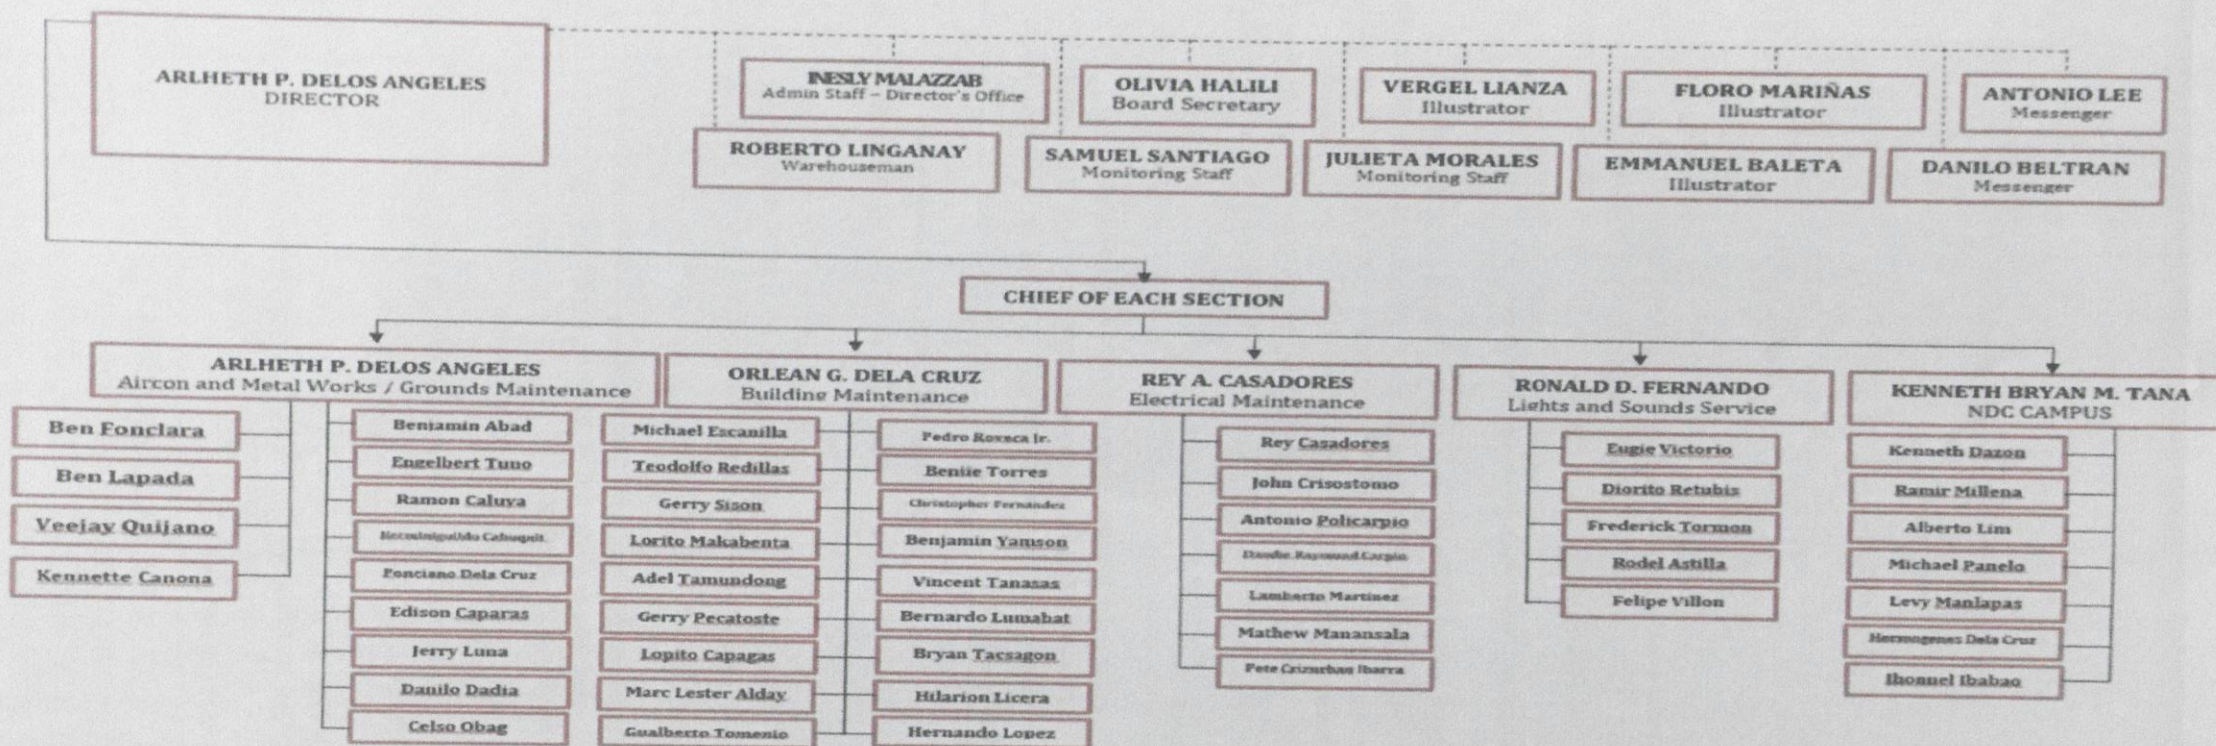 ARLHETH P. DELOS ANGELES
DIRECTOR
INESLY MALAZZAB
Admin Staff – Director's Office
OLIVIA HALILI
Board Secretary
VERGEL LIANZA
Illustrator
FLORO MARIÑAS
Illustrator
ANTONIO LEE
Messenger
ROBERTO LINGANAY
Warehouseman
SAMUEL SANTIAGO
Monitoring Staff
JULIETA MORALES
Monitoring Staff
EMMANUEL BALETA
Illustrator
DANILO BELTRAN
Messenger
CHIEF OF EACH SECTION
ARLHETH P. DELOS ANGELES
Aircon and Metal Works / Grounds Maintenance
Ben Fonclara
Ben Lapada
Veejay Quijano
Kennette Canona
Benjamin Abad
Engelbert Tuno
Ramon Caluya
Ponciano Dela Cruz
Edison Caparas
Jerry Luna
Danilo Dadia
Celso Obag
ORLEAN G. DELA CRUZ
Building Maintenance
Michael Escanilla
Teodolfo Redillas
Gerry Sison
Lorito Makabenta
Adel Tamundong
Gerry Pecatoste
Lopito Capagas
Marc Lester Alday
Gualberto Tomenio
Pedro Jr.
Benjie Torres
Christopher Fernandez
Benjamin Yamson
Vincent Tanasas
Bernardo Lumabat
Bryan Tacsagon
Hilarion Licera
Hernando Lopez
REY A. CASADORES
Electrical Maintenance
Rey Casadores
John Crisostomo
Antonio Policarpio
Raymund Carpio
Lamberto Martinez
Mathew Manansala
Pete Ibarra
RONALD D. FERNANDO
Lights and Sounds Service
Eugie Victorio
Diorito Retubis
Frederick Tormon
Rodel Astilla
Felipe Villon
KENNETH BRYAN M. TANA
NDC CAMPUS
Kenneth Dazon
Ramir Millena
Alberto Lim
Michael Panelo
Levy Manlapas
Hermogenes Dela Cruz
Jhonnel Ibabao